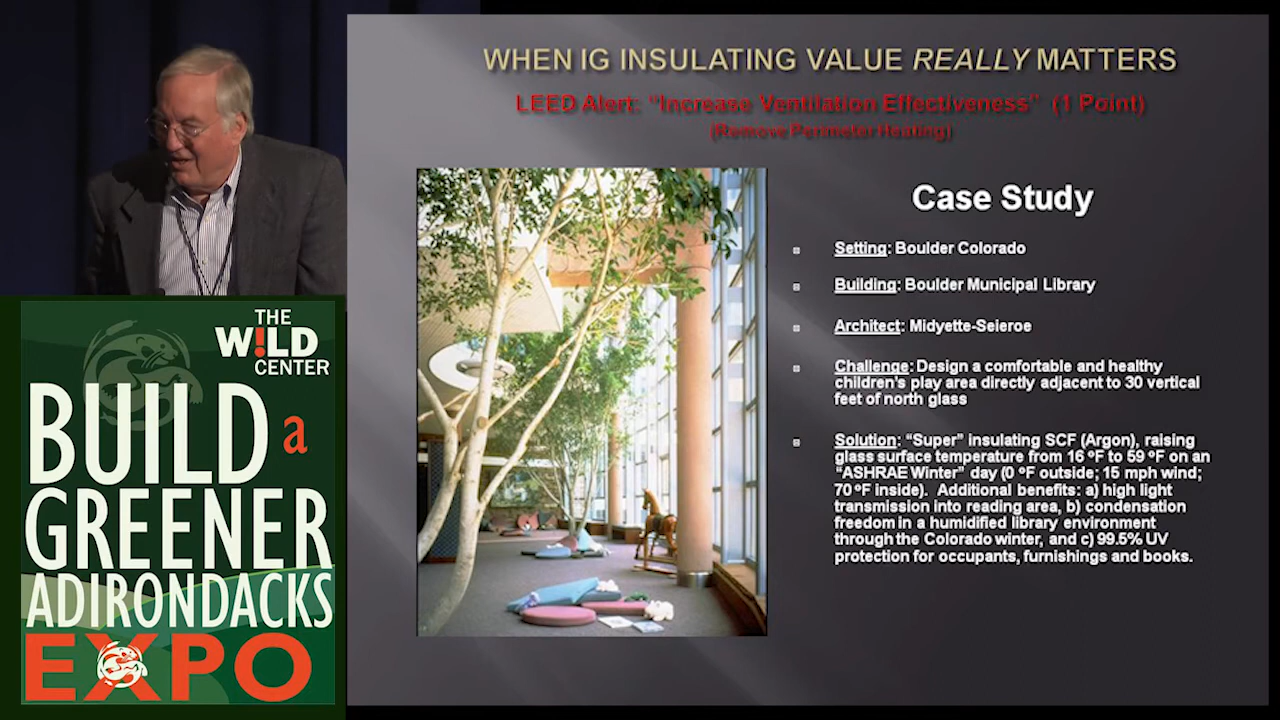 WHEN IG INSULATING VALUE REALLY MATTERS
LEED Alert: “Increase Ventilation Effectiveness” (1 Point)
(Remove Perimeter Heating)
Case Study
Setting: Boulder Colorado
Building: Boulder Municipal Library
Architect: Midyette-Seieroe
Challenge: Design a comfortable and healthy
children's play area directly adjacent to 30 vertical
feet of north glass
Solution: “Super” insulating SCF (Argon), raising
glass surface temperature from 16 ºF to 59 ºF on an
“ASHRAE Winter” day (0 ºF outside; 15 mph wind;
70 ºF inside). Additional benefits: a) high light
transmission into reading area, b) condensation
freedom in a humidified library environment
through the Colorado winter, and c) 99.5% UV
protection for occupants, furnishings and books.
THE
W!LD
CENTER
BUILD a
GREENER
ADIRONDACKS
EXPO